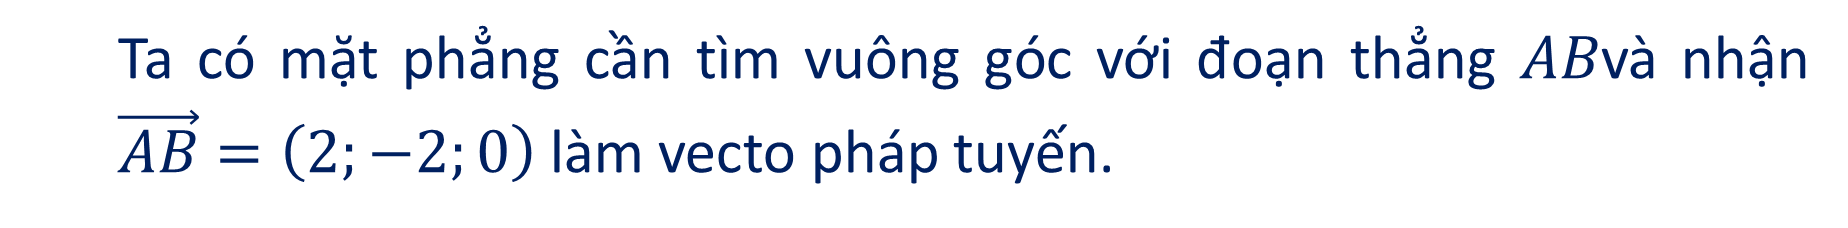 Ta có mặt phẳng cần tìm vuông góc với đoạn thẳng ABvà nhận
$\overrightarrow{AB} = (2; -2; 0)$ làm vecto pháp tuyến.